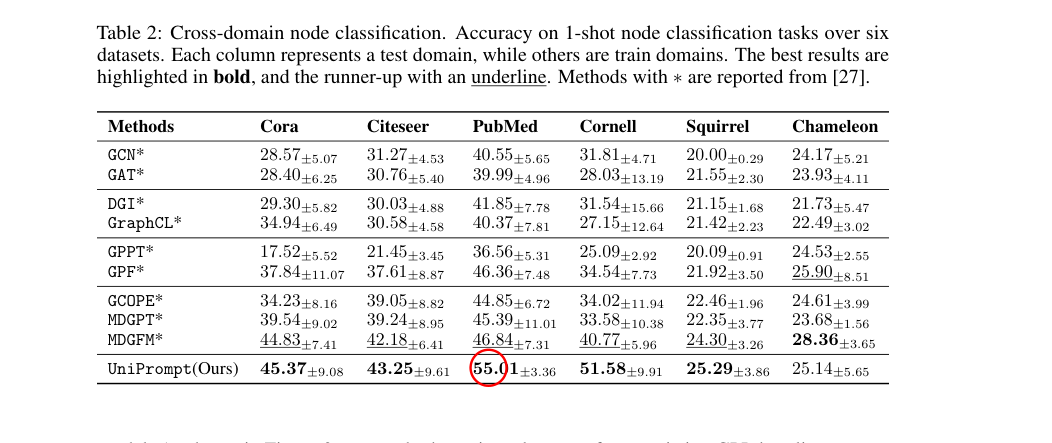 Table 2: Cross-domain node classification. Accuracy on 1-shot node classification tasks over six
datasets. Each column represents a test domain, while others are train domains. The best results are
highlighted in bold, and the runner-up with an underline. Methods with * are reported from [27].
Methods Cora Citeseer PubMed Cornell Squirrel Chameleon
GCN* 28.57±5.07 31.27±4.53 40.55±5.65 31.81±4.71 20.00±0.29 24.17±5.21
GAT* 28.40±6.25 30.76±5.40 39.99±4.96 28.03±13.19 21.55±2.30 23.93±4.11
DGI* 29.30±5.82 30.03±4.88 41.85±7.78 31.54±15.66 21.15±1.68 21.73±5.47
GraphCL* 34.94±6.49 30.58±4.58 40.37±7.81 27.15±12.64 21.42±2.23 22.49±3.02
GPPT* 17.52±5.52 21.45±3.45 36.56±5.31 25.09±2.92 20.09±0.91 24.53±2.55
GPF* 37.84±11.07 37.61±8.87 46.36±7.48 34.54±7.73 21.92±3.50 25.90±8.51
GCOPE* 34.23±8.16 39.05±8.82 44.85±6.72 34.02±11.94 22.46±1.96 24.61±3.99
MDGPT* 39.54±9.02 39.24±8.95 45.39±11.01 33.58±10.38 22.35±3.77 23.68±1.56
MDGFM* 44.83±7.41 42.18±6.41 46.84±7.31 40.77±5.96 24.30±3.26 28.36±3.65
UniPrompt(Ours) 45.37±9.08 43.25±9.61 55.01±3.36 51.58±9.91 25.29±3.86 25.14±5.65